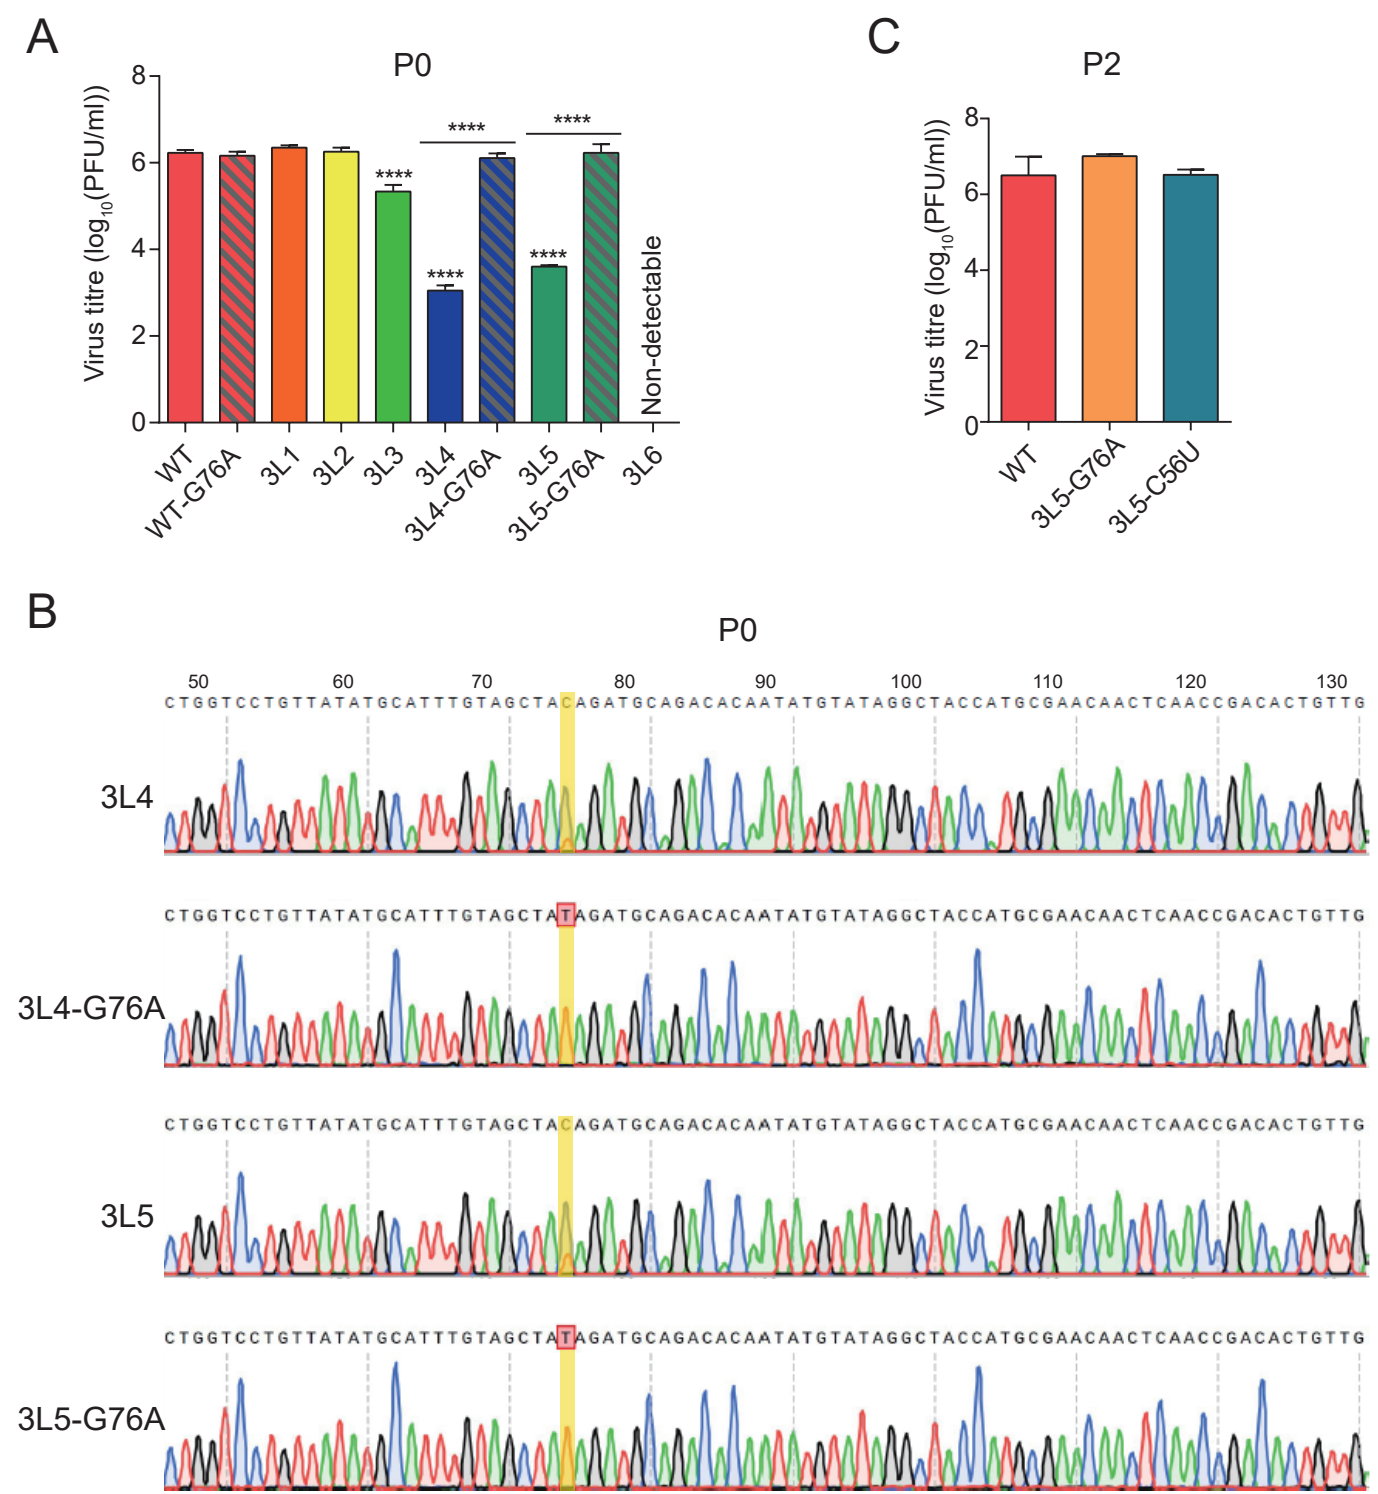 A
P0
Virus titre (log10(PFU/ml))
8
6
4
2
0
****
****
****
****
****
Non-detectable
WT
WT-G76A
3L1
3L2
3L3
3L4
3L4-G76A
3L5
3L5-G76A
3L6
C
P2
Virus titre (log10(PFU/ml))
8
6
4
2
0
WT
3L5-G76A
3L5-C56U
B
P0
50 60 70 80 90 100 110 120 130
CTGGTCCTGTTATATGCATTTGTAGCTACAGATGCAGACACAATATGTATAGGCTACCATGCGAACAACTCAACCGACACTGTTG
3L4
CTGGTCCTGTTATATGCATTTGTAGCTATAGATGCAGACACAATATGTATAGGCTACCATGCGAACAACTCAACCGACACTGTTG
3L4-G76A
CTGGTCCTGTTATATGCATTTGTAGCTACAGATGCAGACACAATATGTATAGGCTACCATGCGAACAACTCAACCGACACTGTTG
3L5
CTGGTCCTGTTATATGCATTTGTAGCTATAGATGCAGACACAATATGTATAGGCTACCATGCGAACAACTCAACCGACACTGTTG
3L5-G76A